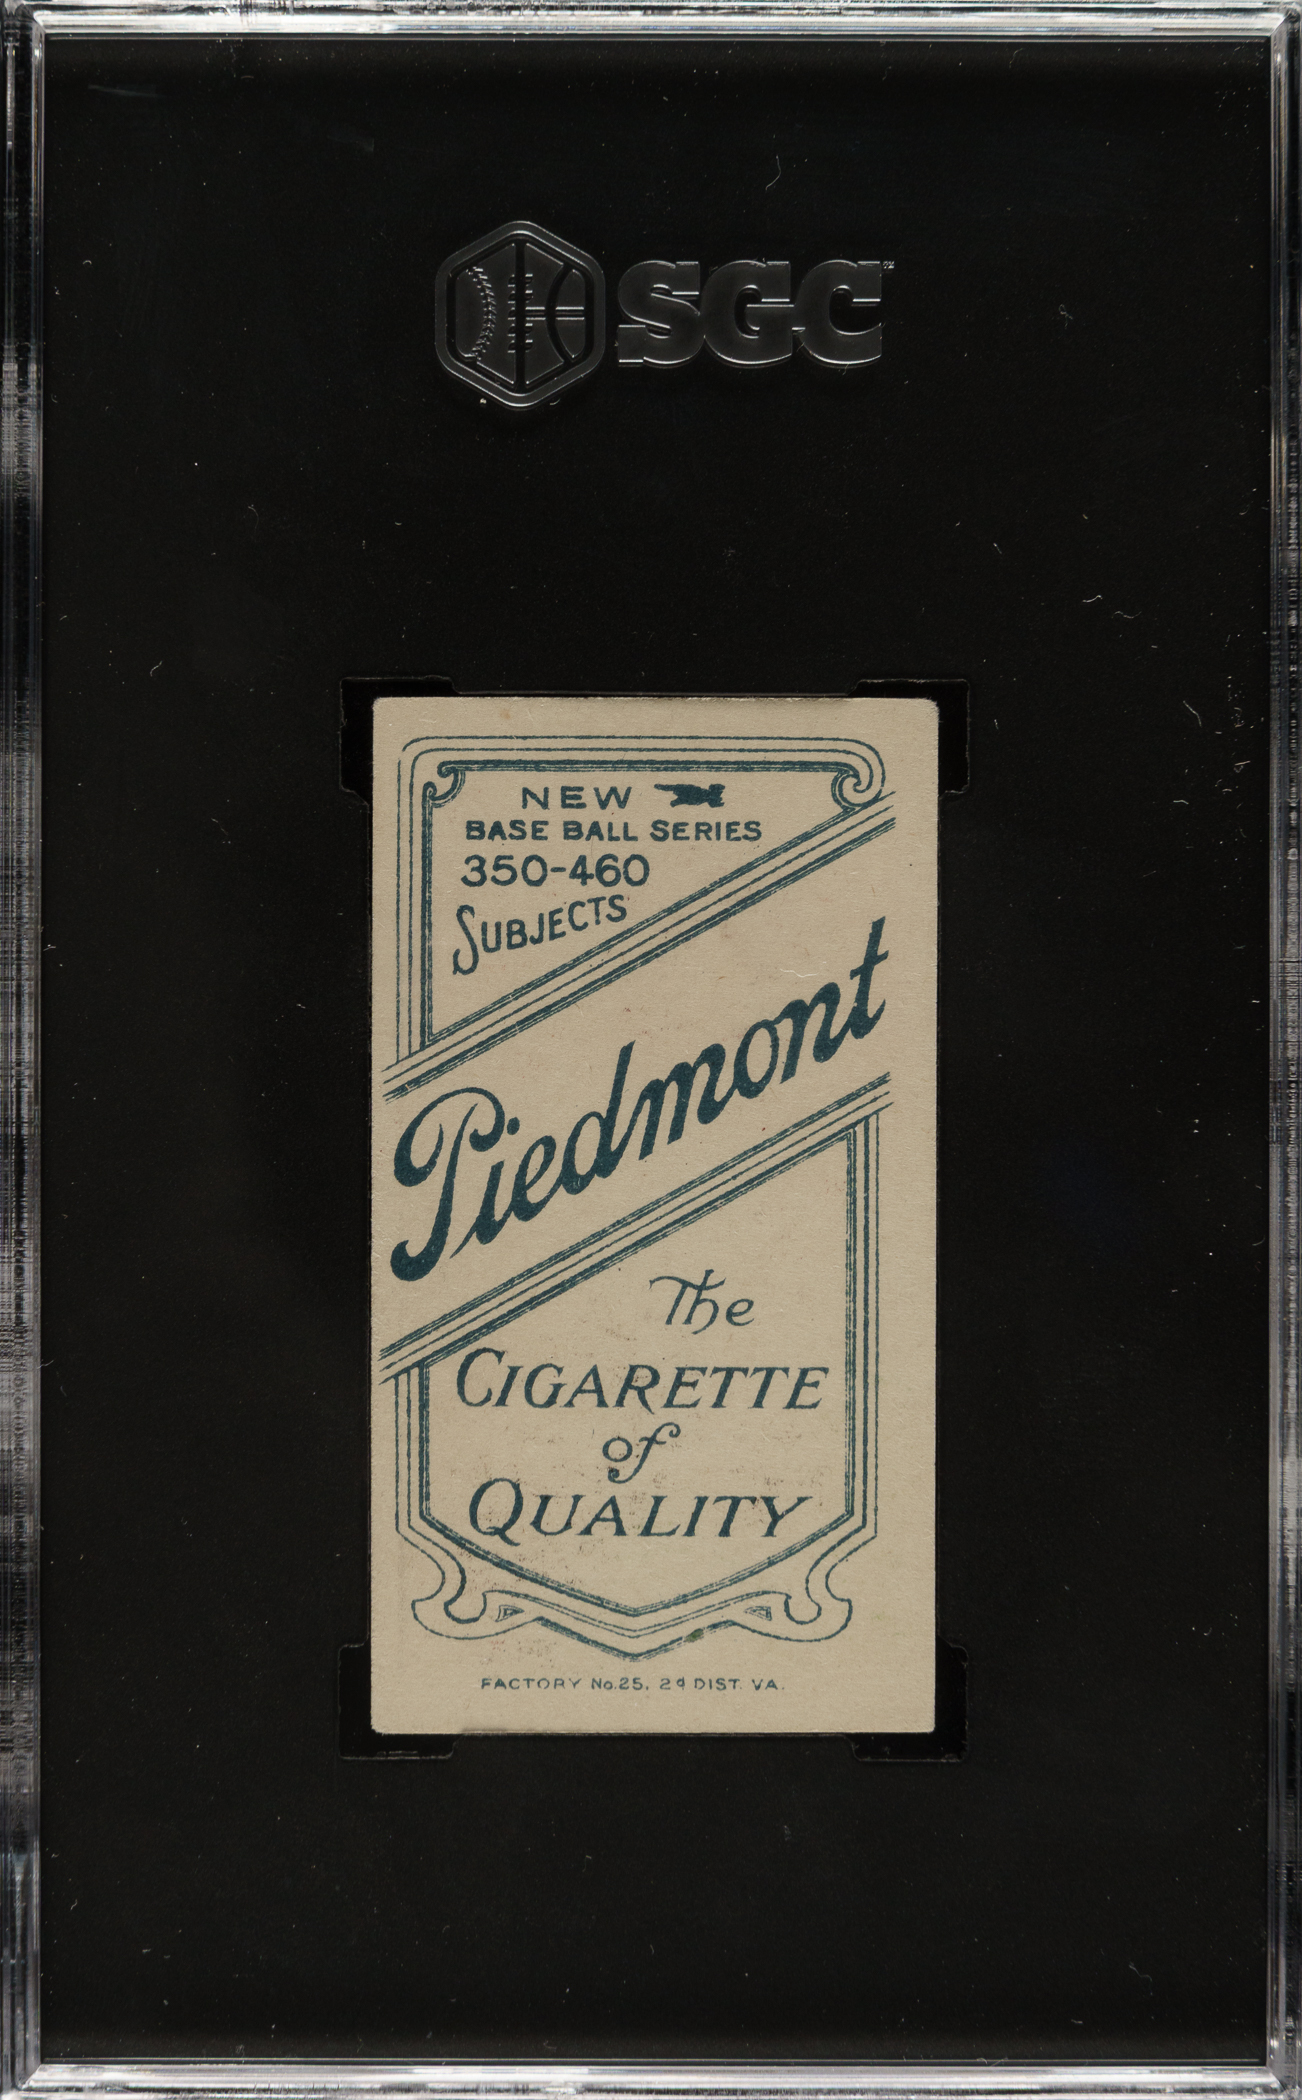 SGC
NEW
BASE BALL SERIES
350-460
SUBJECTS
Piedmont
The
CIGARETTE
of
QUALITY
FACTORY No.25, 2d DIST. VA.